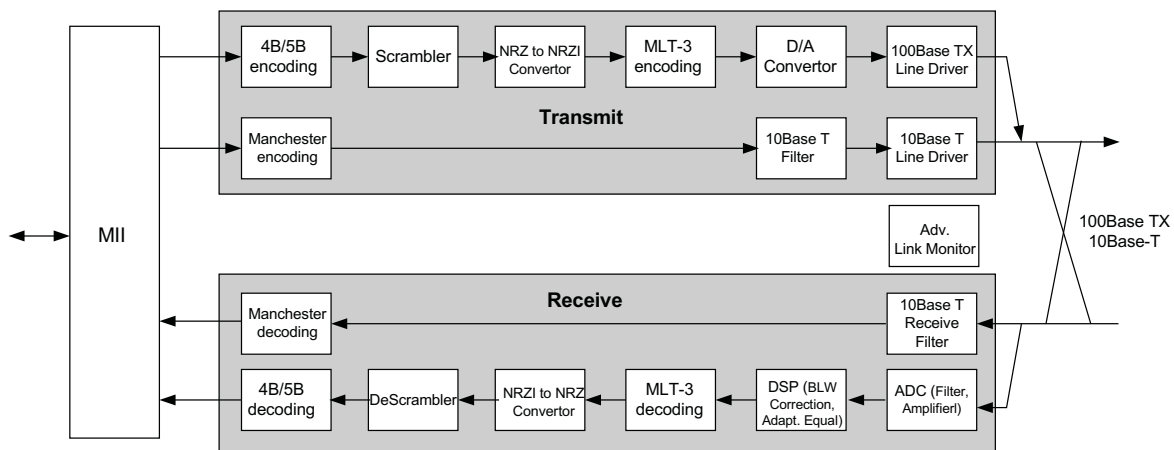 4B/5B
encoding
Scrambler
NRZ to NRZI
Convertor
MLT-3
encoding
D/A
Convertor
100Base TX
Line Driver
Transmit
Manchester
encoding
10Base T
Filter
10Base T
Line Driver
MII
Adv.
Link Monitor
100Base TX
10Base-T
Receive
Manchester
decoding
10Base T
Receive
Filter
4B/5B
decoding
DeScrambler
NRZI to NRZ
Convertor
MLT-3
decoding
DSP (BLW
Correction,
Adapt. Equal)
ADC (Filter,
Amplifierl)